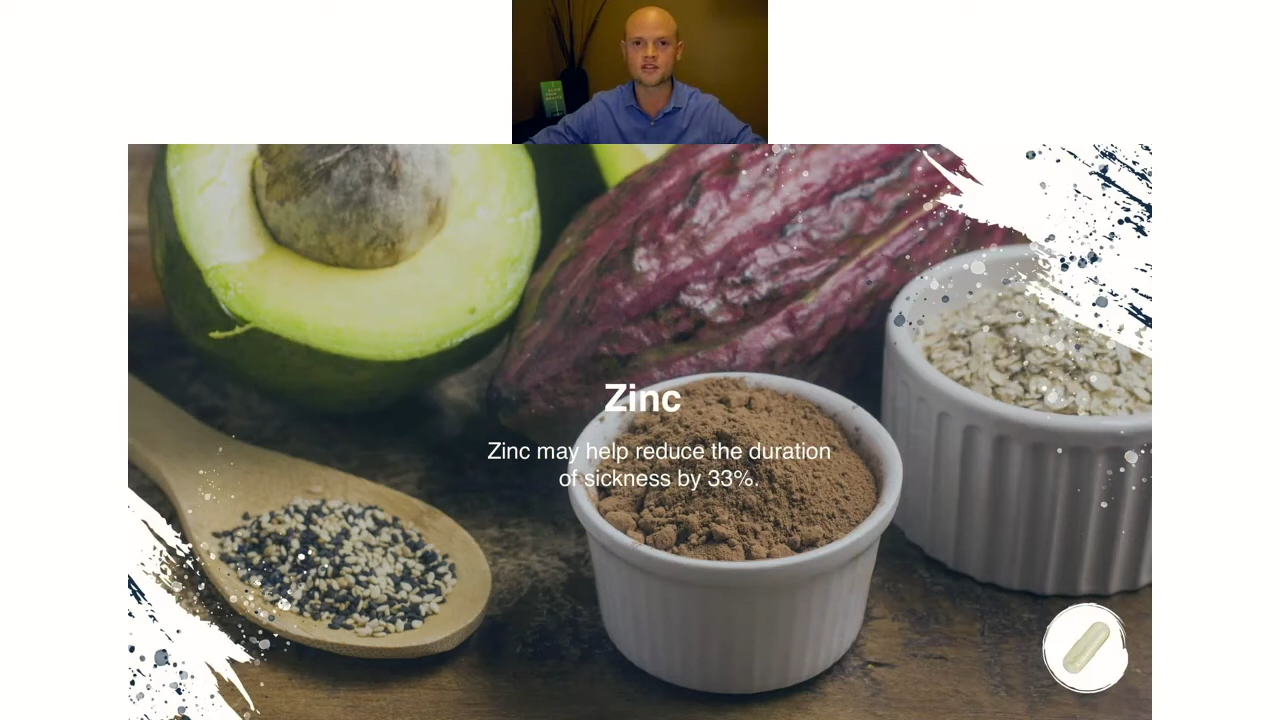 Zinc
Zinc may help reduce the duration
of sickness by 33%.